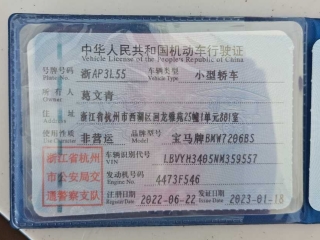 中华人民共和国机动车行驶证
Vehicle License of the People's Republic of China
号牌号码 浙AP3L55 车辆类型 小型轿车
Plate No. Vehicle Type
所有人 葛文青
Owner
住址 浙江省杭州市西湖区回龙雅苑25幢1单元801室
Address
使用性质 非营运 品牌型号 宝马牌BMW7206BS
Use Character Model
浙江省杭州市公安局交通警察支队
车辆识别代号 LBVYH3405NM359557
VIN
发动机号码 4473F546
Engine No.
注册日期 2022-06-22 发证日期 2023-01-18
Register Date Issue Date